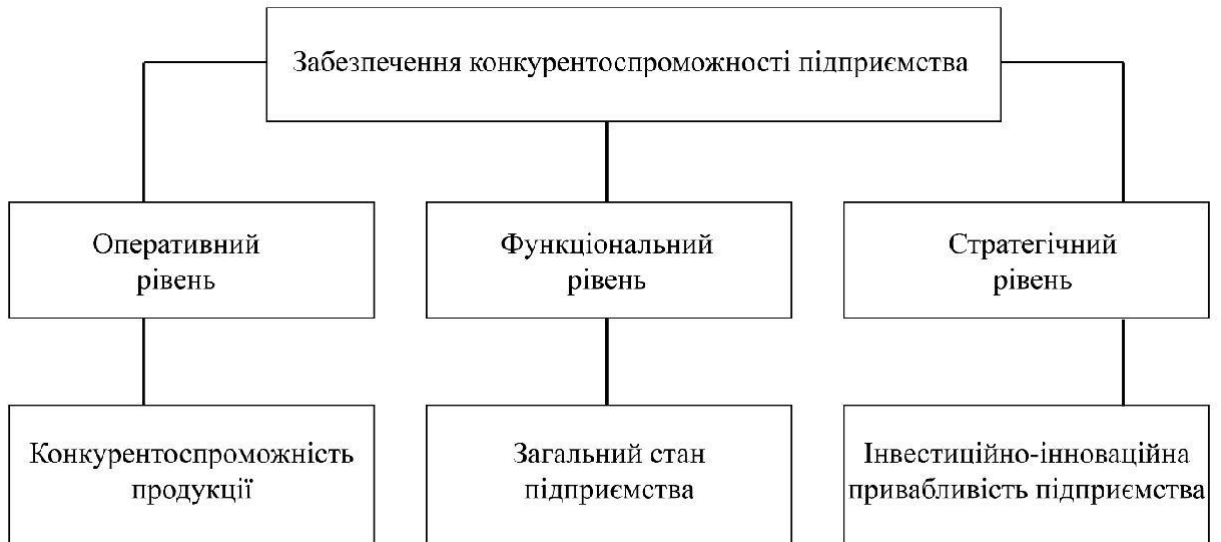 Забезпечення конкурентоспроможності підприємства
Оперативний
рівень
Функціональний
рівень
Стратегічний
рівень
Конкурентоспроможність
продукції
Загальний стан
підприємства
Інвестиційно-інноваційна
привабливість підприємства